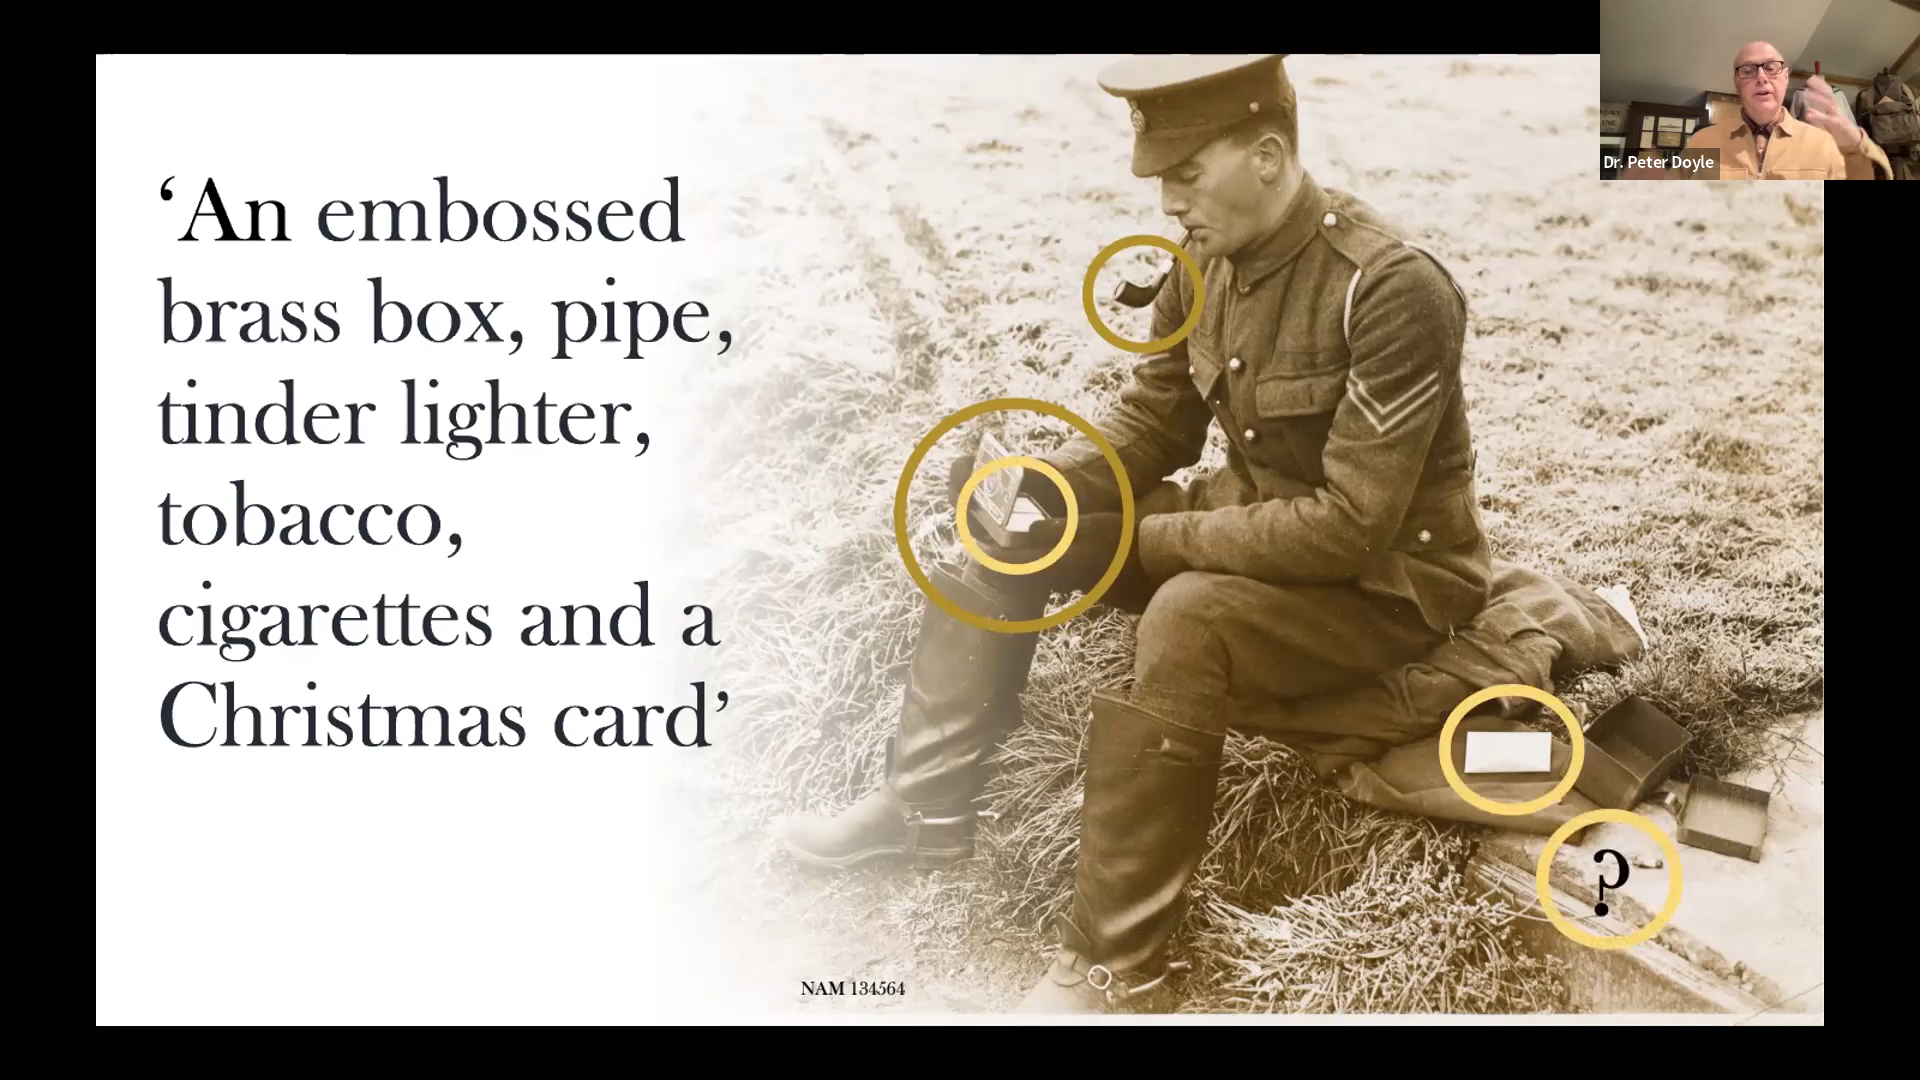 ‘An embossed
brass box, pipe,
tinder lighter,
tobacco,
cigarettes and a
Christmas card’
?
NAM 134564
Dr. Peter Doyle